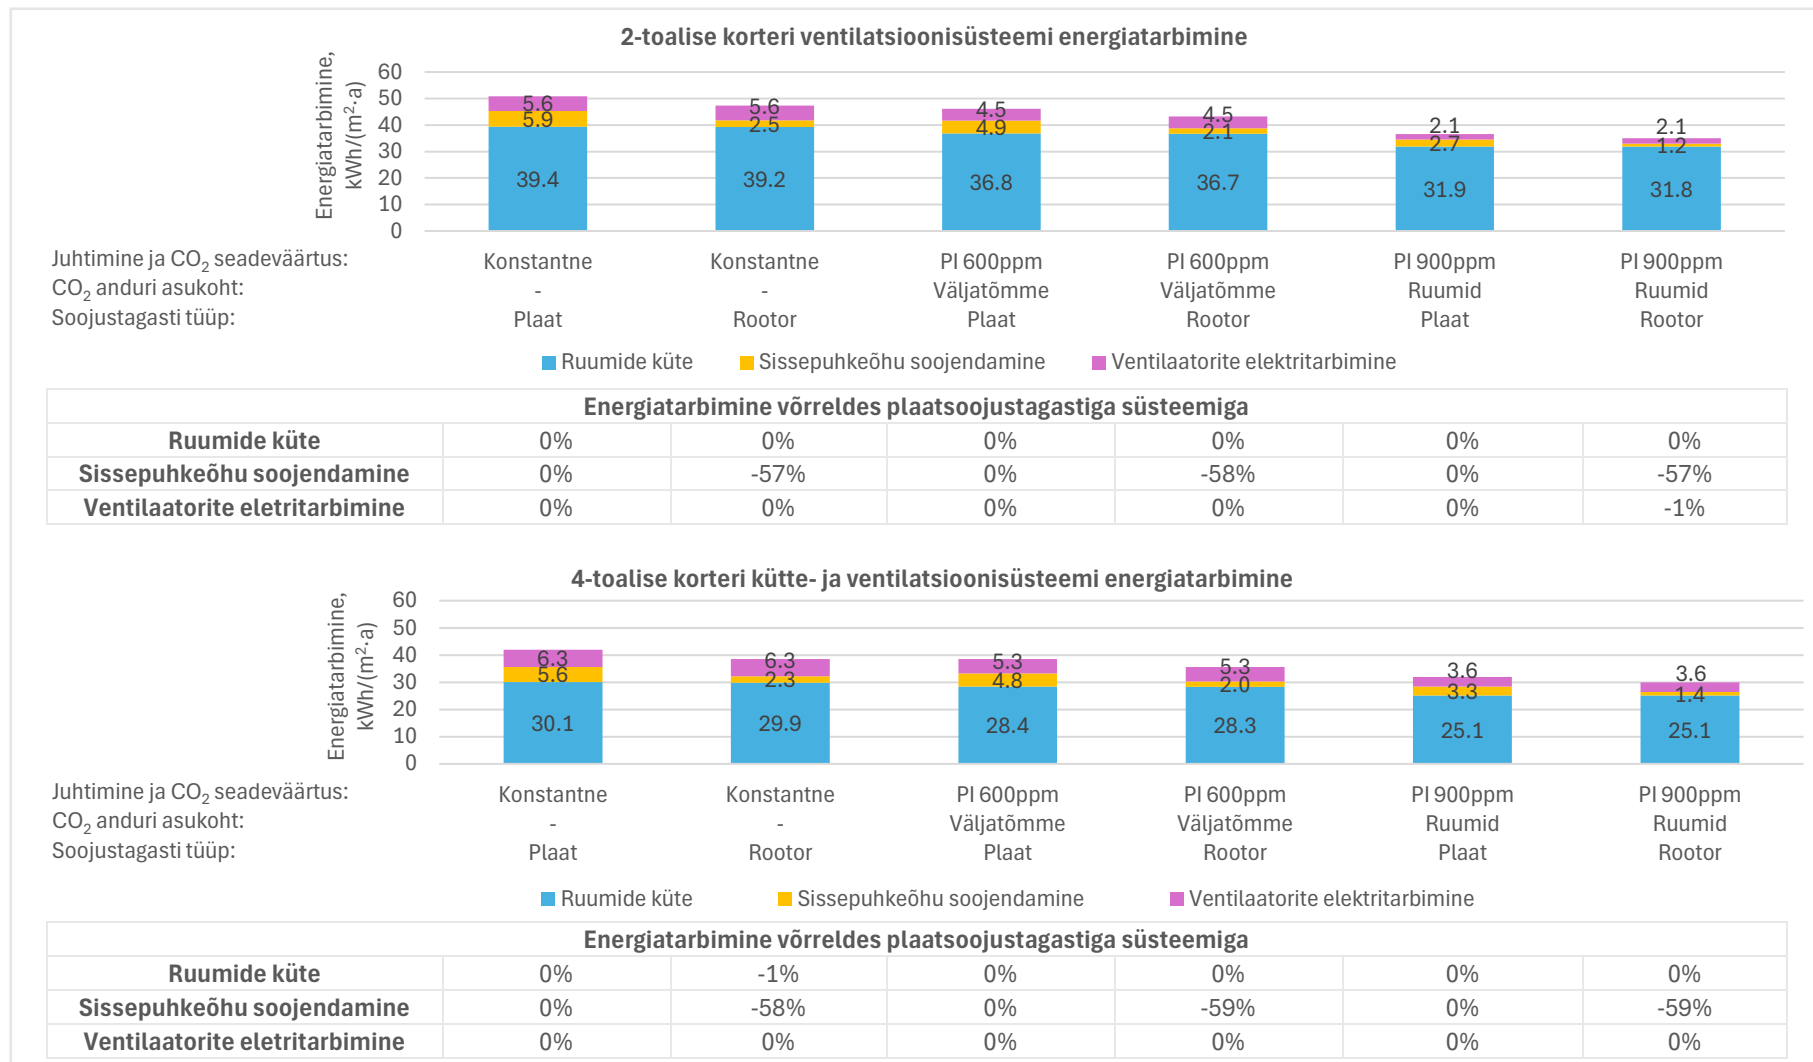 2-toalise korteri ventilatsioonisüsteemi energiatarbimine
Energiatarbimine,
kWh/(m²·a)
60
50
40
30
20
10
0
5.6 5.6 4.5 4.5 2.1 2.1
5.9 2.5 4.9 2.1 2.7 1.2
39.4 39.2 36.8 36.7 31.9 31.8
Juhtimine ja CO₂ seadeväärtus: Konstantne Konstantne PI 600ppm PI 600ppm PI 900ppm PI 900ppm
CO₂ anduri asukoht: - - Väljatõmme Väljatõmme Ruumid Ruumid
Soojustagasti tüüp: Plaat Rootor Plaat Rootor Plaat Rootor
Ruumide küte Sissepuhkeõhu soojendamine Ventilaatorite elektritarbimine
Energiatarbimine võrreldes plaatsoojustagastiga süsteemiga
Ruumide küte 0% 0% 0% 0% 0% 0%
Sissepuhkeõhu soojendamine 0% -57% 0% -58% 0% -57%
Ventilaatorite eletritarbimine 0% 0% 0% 0% 0% -1%
4-toalise korteri kütte- ja ventilatsioonisüsteemi energiatarbimine
Energiatarbimine,
kWh/(m²·a)
60
50
40
30
20
10
0
6.3 6.3 5.3 5.3 3.6 3.6
5.6 2.3 4.8 2.0 3.3 1.4
30.1 29.9 28.4 28.3 25.1 25.1
Juhtimine ja CO₂ seadeväärtus: Konstantne Konstantne PI 600ppm PI 600ppm PI 900ppm PI 900ppm
CO₂ anduri asukoht: - - Väljatõmme Väljatõmme Ruumid Ruumid
Soojustagasti tüüp: Plaat Rootor Plaat Rootor Plaat Rootor
Ruumide küte Sissepuhkeõhu soojendamine Ventilaatorite elektritarbimine
Energiatarbimine võrreldes plaatsoojustagastiga süsteemiga
Ruumide küte 0% -1% 0% 0% 0% 0%
Sissepuhkeõhu soojendamine 0% -58% 0% -59% 0% -59%
Ventilaatorite eletritarbimine 0% 0% 0% 0% 0% 0%